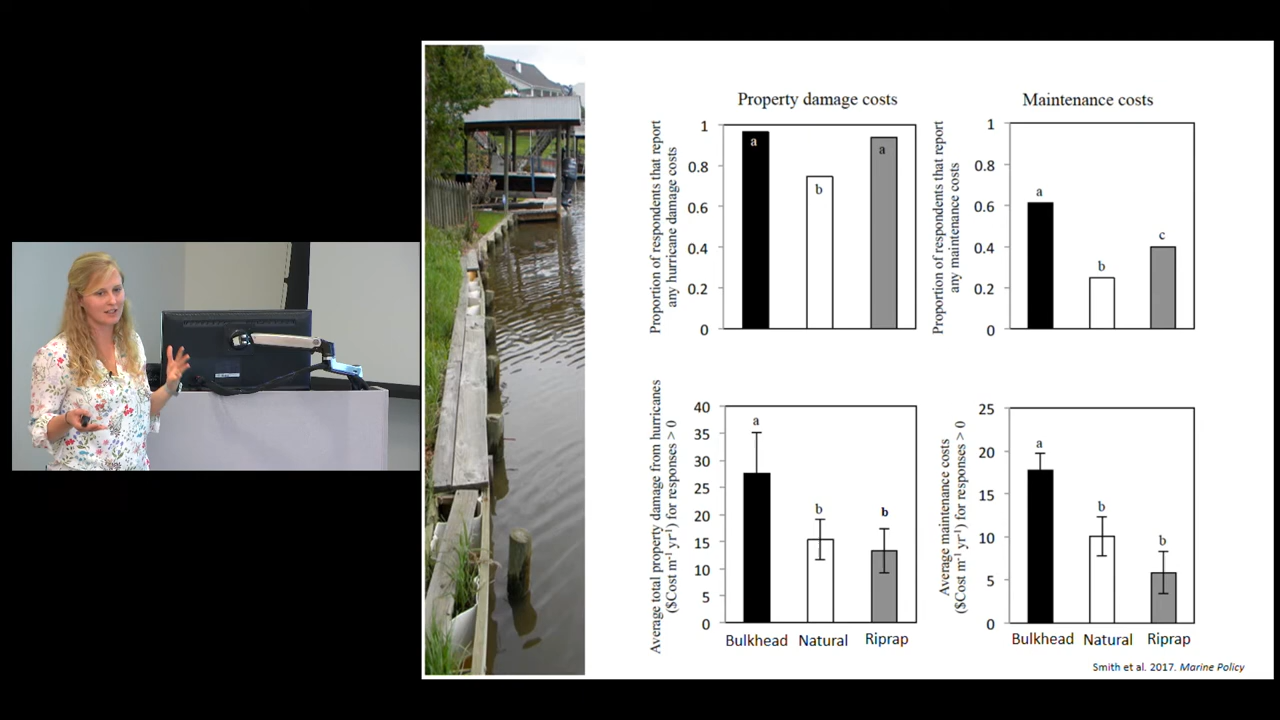 Property damage costs
Proportion of respondents that report
any hurricane damage costs
1
0.8
0.6
0.4
0.2
0
a
b
a
Maintenance costs
Proportion of respondents that report
any maintenance costs
1
0.8
0.6
0.4
0.2
0
a
b
c
Average total property damage from hurricanes
($Cost m-1 yr-1) for responses > 0
40
35
30
25
20
15
10
5
0
a
b
b
Bulkhead Natural Riprap
Average maintenance costs
($Cost m-1 yr-1) for responses > 0
25
20
15
10
5
0
a
b
b
Bulkhead Natural Riprap
Smith et al. 2017. Marine Policy